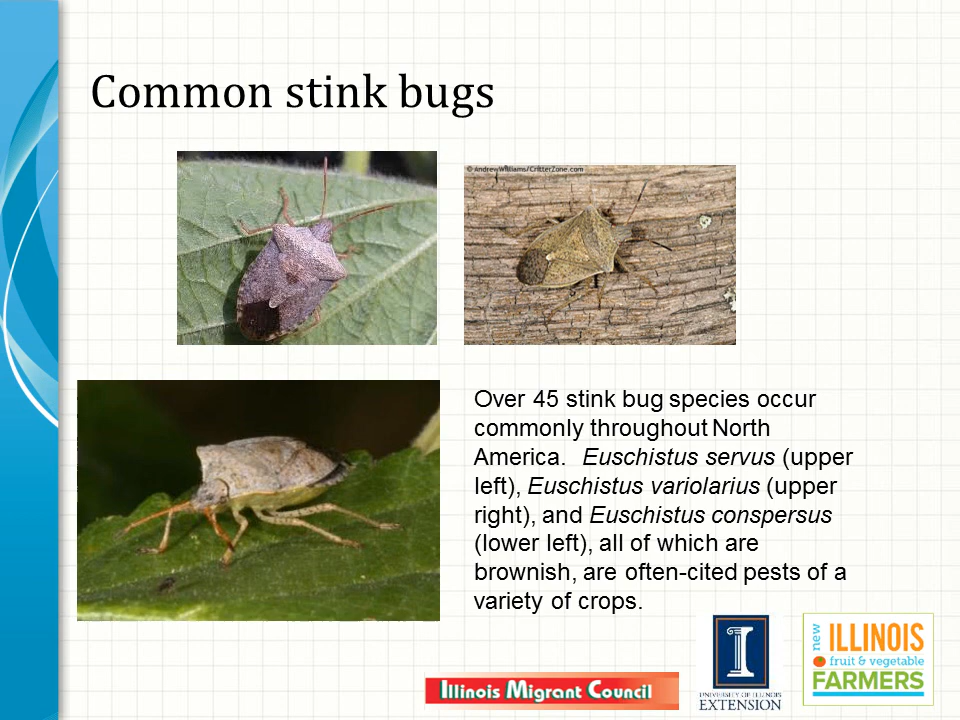 Common stink bugs
© AndrewWilliams/CritterZone.com
Over 45 stink bug species occur
commonly throughout North
America.  Euschistus servus (upper
left), Euschistus variolarius (upper
right), and Euschistus conspersus
(lower left), all of which are
brownish, are often-cited pests of a
variety of crops.
Illinois Migrant Council
I
UNIVERSITY OF ILLINOIS
EXTENSION
new
ILLINOIS
fruit & vegetable
FARMERS